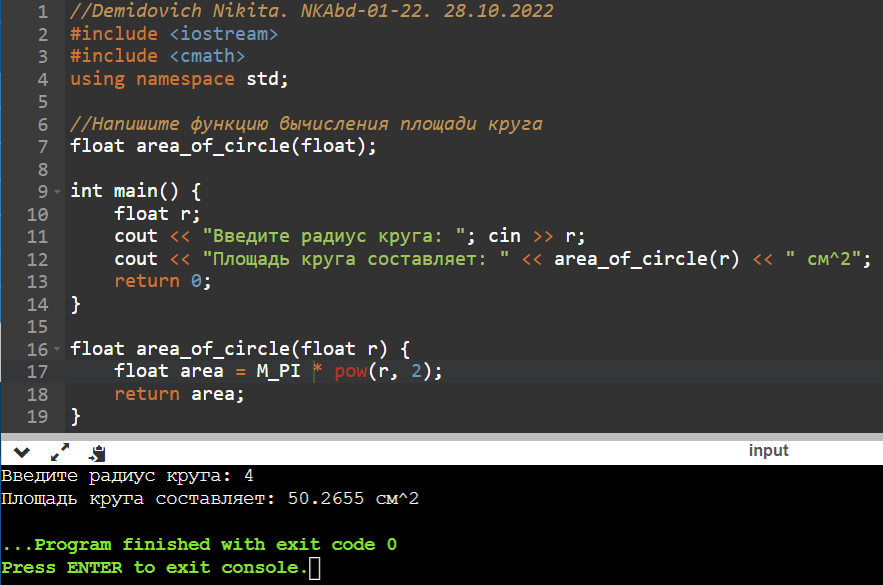 1 //Demidovich Nikita. NKAbd-01-22. 28.10.2022
2 #include <iostream>
3 #include <cmath>
4 using namespace std;
5
6 //Напишите функцию вычисления площади круга
7 float area_of_circle(float);
8
9 int main() {
10     float r;
11     cout << "Введите радиус круга: "; cin >> r;
12     cout << "Площадь круга составляет: " << area_of_circle(r) << " см^2";
13     return 0;
14 }
15
16 float area_of_circle(float r) {
17     float area = M_PI * pow(r, 2);
18     return area;
19 }
input
Введите радиус круга: 4
Площадь круга составляет: 50.2655 см^2
...Program finished with exit code 0
Press ENTER to exit console.